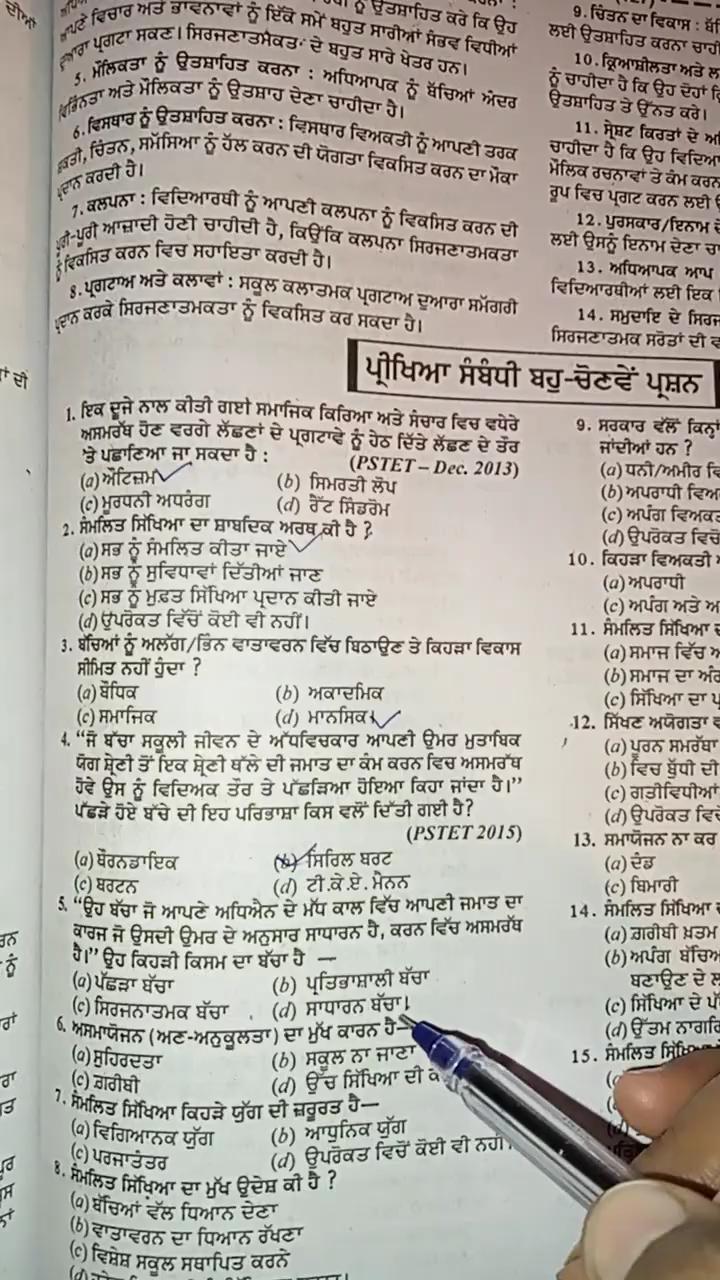 ਨੂੰ ਉਤਸ਼ਾਹਿਤ ਕਰੇ ਕਿ ਉਹ
ਆਪਣੇ ਵਿਚਾਰ ਅਤੇ ਭਾਵਨਾਵਾਂ ਨੂੰ ਇੱਕੋ ਸਮੇਂ ਬਹੁਤ ਸਾਰੀਆਂ ਸੰਭਵ ਵਿਧੀਆਂ
ਦੁਆਰਾ ਪ੍ਰਗਟਾ ਸਕਣ। ਸਿਰਜਣਾਤਮਕਤਾ ਦੇ ਬਹੁਤ ਸਾਰੇ ਖੇਤਰ ਹਨ।
5. ਮੌਲਿਕਤਾ ਨੂੰ ਉਤਸ਼ਾਹਿਤ ਕਰਨਾ : ਅਧਿਆਪਕ ਨੂੰ ਬੱਚਿਆਂ ਅੰਦਰ
ਵਿਭਿੰਨਤਾ ਅਤੇ ਮੌਲਿਕਤਾ ਨੂੰ ਉਤਸ਼ਾਹ ਦੇਣਾ ਚਾਹੀਦਾ ਹੈ।
6. ਵਿਸਥਾਰ ਨੂੰ ਉਤਸ਼ਾਹਿਤ ਕਰਨਾ : ਵਿਸਥਾਰ ਵਿਅਕਤੀ ਨੂੰ ਆਪਣੀ ਤਰਕ
ਸ਼ਕਤੀ, ਚਿੰਤਨ, ਸਮੱਸਿਆ ਨੂੰ ਹੱਲ ਕਰਨ ਦੀ ਯੋਗਤਾ ਵਿਕਸਿਤ ਕਰਨ ਦਾ ਮੌਕਾ
ਪ੍ਰਦਾਨ ਕਰਦੀ ਹੈ।
7. ਕਲਪਨਾ : ਵਿਦਿਆਰਥੀ ਨੂੰ ਆਪਣੀ ਕਲਪਨਾ ਨੂੰ ਵਿਕਸਿਤ ਕਰਨ ਦੀ
ਪੂਰੀ-ਪੂਰੀ ਆਜ਼ਾਦੀ ਹੋਣੀ ਚਾਹੀਦੀ ਹੈ, ਕਿਉਂਕਿ ਕਲਪਨਾ ਸਿਰਜਣਾਤਮਕਤਾ
ਨੂੰ ਵਿਕਸਿਤ ਕਰਨ ਵਿਚ ਸਹਾਇਤਾ ਕਰਦੀ ਹੈ।
8. ਪ੍ਰਗਟਾਅ ਅਤੇ ਕਲਾਵਾਂ : ਸਕੂਲ ਕਲਾਤਮਕ ਪ੍ਰਗਟਾਅ ਦੁਆਰਾ ਸਮੱਗਰੀ
ਪ੍ਰਦਾਨ ਕਰਕੇ ਸਿਰਜਣਾਤਮਕਤਾ ਨੂੰ ਵਿਕਸਿਤ ਕਰ ਸਕਦਾ ਹੈ।
9. ਚਿੰਤਨ ਦਾ ਵਿਕਾਸ :
ਲਈ ਉਤਸ਼ਾਹਿਤ ਕਰਨਾ
10. ਕ੍ਰਿਆਸ਼ੀਲਤਾ ਅਤੇ
ਨੂੰ ਚਾਹੀਦਾ ਹੈ ਕਿ ਉਹ ਦੋਹਾਂ
ਉਤਸ਼ਾਹਿਤ ਤੇ ਉੱਨਤ ਕਰੇ।
11. ਸ੍ਰੇਸ਼ਟ ਕਿਰਤਾਂ ਦੇ
ਚਾਹੀਦਾ ਹੈ ਕਿ ਉਹ
ਮੌਲਿਕ ਰਚਨਾਵਾਂ ਤੇ ਕੰਮ ਕਰਨ
ਰੂਪ ਵਿਚ ਪ੍ਰਗਟ ਕਰਨ ਲਈ
12. ਪੁਰਸਕਾਰ/ਇਨਾਮ
ਲਈ ਉਸਨੂੰ ਇਨਾਮ ਦੇਣਾ
13. ਅਧਿਆਪਕ ਆਪ
ਵਿਦਿਆਰਥੀਆਂ ਲਈ ਇਕ
14. ਸਮੁਦਾਇ ਦੇ
ਸਿਰਜਣਾਤਮਕ ਸਰੋਤਾਂ ਦੀ
ਪ੍ਰੀਖਿਆ ਸੰਬੰਧੀ ਬਹੁ-ਚੋਣਵੇਂ ਪ੍ਰਸ਼ਨ
1. ਇਕ ਦੂਜੇ ਨਾਲ ਕੀਤੀ ਗਈ ਸਮਾਜਿਕ ਕਿਰਿਆ ਅਤੇ ਸੰਚਾਰ ਵਿਚ ਵਧੇਰੇ
ਅਸਮਰੱਥ ਹੋਣ ਵਰਗੇ ਲੱਛਣਾਂ ਦੇ ਪ੍ਰਗਟਾਵੇ ਨੂੰ ਹੇਠ ਦਿੱਤੇ ਲੱਛਣ ਦੇ ਤੌਰ
'ਤੇ ਪਛਾਣਿਆ ਜਾ ਸਕਦਾ ਹੈ : (PSTET – Dec. 2013)
(a) ਔਟਿਜ਼ਮ (b) ਸਿਮਰਤੀ ਲੋਪ
(c) ਮੂਰਧਨੀ ਅਧਰੰਗ (d) ਰੈੱਟ ਸਿੰਡਰੋਮ
2. ਸੰਮਲਿਤ ਸਿੱਖਿਆ ਦਾ ਸ਼ਾਬਦਿਕ ਅਰਥ ਕੀ ਹੈ ?
(a) ਸਭ ਨੂੰ ਸੰਮਲਿਤ ਕੀਤਾ ਜਾਏ
(b) ਸਭ ਨੂੰ ਸੁਵਿਧਾਵਾਂ ਦਿੱਤੀਆਂ ਜਾਣ
(c) ਸਭ ਨੂੰ ਮੁਫ਼ਤ ਸਿੱਖਿਆ ਪ੍ਰਦਾਨ ਕੀਤੀ ਜਾਏ
(d) ਉਪਰੋਕਤ ਵਿੱਚੋਂ ਕੋਈ ਵੀ ਨਹੀਂ।
3. ਬੱਚਿਆਂ ਨੂੰ ਅਲੱਗ/ਭਿੰਨ ਵਾਤਾਵਰਨ ਵਿੱਚ ਬਿਠਾਉਣ ਤੇ ਕਿਹੜਾ ਵਿਕਾਸ
ਸੀਮਿਤ ਨਹੀਂ ਹੁੰਦਾ ?
(a) ਬੌਧਿਕ (b) ਅਕਾਦਮਿਕ
(c) ਸਮਾਜਿਕ (d) ਮਾਨਸਿਕ।
4. “ਜੋ ਬੱਚਾ ਸਕੂਲੀ ਜੀਵਨ ਦੇ ਅੱਧਵਿਚਕਾਰ ਆਪਣੀ ਉਮਰ ਮੁਤਾਬਿਕ
ਯੋਗ ਸ਼੍ਰੇਣੀ ਤੋਂ ਇਕ ਸ਼੍ਰੇਣੀ ਥੱਲੇ ਦੀ ਜਮਾਤ ਦਾ ਕੰਮ ਕਰਨ ਵਿਚ ਅਸਮਰੱਥ
ਹੋਵੇ ਉਸ ਨੂੰ ਵਿਦਿਅਕ ਤੌਰ ਤੇ ਪੱਛੜਿਆ ਹੋਇਆ ਕਿਹਾ ਜਾਂਦਾ ਹੈ।”
ਪੱਛੜੇ ਹੋਏ ਬੱਚੇ ਦੀ ਇਹ ਪਰਿਭਾਸ਼ਾ ਕਿਸ ਵਲੋਂ ਦਿੱਤੀ ਗਈ ਹੈ?
(PSTET 2015)
(a) ਬੌਰਨਡਾਇਕ (b) ਸਿਰਿਲ ਬਰਟ
(c) ਬਰਟਨ (d) ਟੀ.ਕੇ.ਏ. ਮੈਨਨ
5. “ਉਹ ਬੱਚਾ ਜੋ ਆਪਣੇ ਅਧਿਐਨ ਦੇ ਮੱਧ ਕਾਲ ਵਿੱਚ ਆਪਣੀ ਜਮਾਤ ਦਾ
ਕਾਰਜ ਜੋ ਉਸਦੀ ਉਮਰ ਦੇ ਅਨੁਸਾਰ ਸਾਧਾਰਨ ਹੈ, ਕਰਨ ਵਿੱਚ ਅਸਮਰੱਥ
ਹੈ।” ਉਹ ਕਿਹੜੀ ਕਿਸਮ ਦਾ ਬੱਚਾ ਹੈ —
(a) ਪੱਛੜਾ ਬੱਚਾ (b) ਪ੍ਰਤਿਭਾਸ਼ਾਲੀ ਬੱਚਾ
(c) ਸਿਰਜਨਾਤਮਕ ਬੱਚਾ (d) ਸਾਧਾਰਨ ਬੱਚਾ।
6. ਅਸਮਾਯੋਜਨ (ਅਣ-ਅਨੁਕੂਲਤਾ) ਦਾ ਮੁੱਖ ਕਾਰਨ ਹੈ—
(a) ਸੁਹਿਰਦਤਾ (b) ਸਕੂਲ ਨਾ ਜਾਣਾ
(c) ਗ਼ਰੀਬੀ (d) ਉੱਚ ਸਿੱਖਿਆ ਦੀ
7. ਸੰਮਲਿਤ ਸਿੱਖਿਆ ਕਿਹੜੇ ਯੁੱਗ ਦੀ ਜ਼ਰੂਰਤ ਹੈ—
(a) ਵਿਗਿਆਨਕ ਯੁੱਗ (b) ਆਧੁਨਿਕ ਯੁੱਗ
(c) ਪਰਜਾਤੰਤਰ (d) ਉਪਰੋਕਤ ਵਿਚੋਂ ਕੋਈ ਵੀ ਨਹੀਂ।
8. ਸੰਮਲਿਤ ਸਿੱਖਿਆ ਦਾ ਮੁੱਖ ਉਦੇਸ਼ ਕੀ ਹੈ ?
(a) ਬੱਚਿਆਂ ਵੱਲ ਧਿਆਨ ਦੇਣਾ
(b) ਵਾਤਾਵਰਨ ਦਾ ਧਿਆਨ ਰੱਖਣਾ
(c) ਵਿਸ਼ੇਸ਼ ਸਕੂਲ ਸਥਾਪਿਤ ਕਰਨੇ
9. ਸਰਕਾਰ ਵੱਲੋਂ ਕਿਨ੍ਹਾਂ
ਜਾਂਦੀਆਂ ਹਨ ?
(a) ਧਨੀ/ਅਮੀਰ
(b) ਅਪਰਾਧੀ
(c) ਅਪੰਗ
(d) ਉਪਰੋਕਤ
10. ਕਿਹੜਾ ਵਿਅਕਤੀ
(a) ਅਪਰਾਧੀ
(c) ਅਪੰਗ ਅਤੇ
11. ਸੰਮਲਿਤ ਸਿੱਖਿਆ
(a) ਸਮਾਜ ਵਿੱਚ
(b) ਸਮਾਜ ਦਾ
(c) ਸਿੱਖਿਆ ਦਾ
12. ਸਿੱਖਣ ਅਯੋਗਤਾ
(a) ਪੂਰਨ ਸਮਰੱਥਾ
(b) ਵਿਚ ਬੁੱਧੀ ਦੀ
(c) ਗਤੀਵਿਧੀਆਂ
(d) ਉਪਰੋਕਤ
13. ਸਮਾਯੋਜਨ ਨਾ ਕਰ
(a) ਦੰਡ
(c) ਬਿਮਾਰੀ
14. ਸੰਮਲਿਤ ਸਿੱਖਿਆ
(a) ਗ਼ਰੀਬੀ ਖ਼ਤਮ
(b) ਅਪੰਗ
ਬਣਾਉਣ ਦੇ
(c) ਸਿੱਖਿਆ ਦੇ
(d) ਉੱਤਮ
15. ਸੰਮਲਿਤ